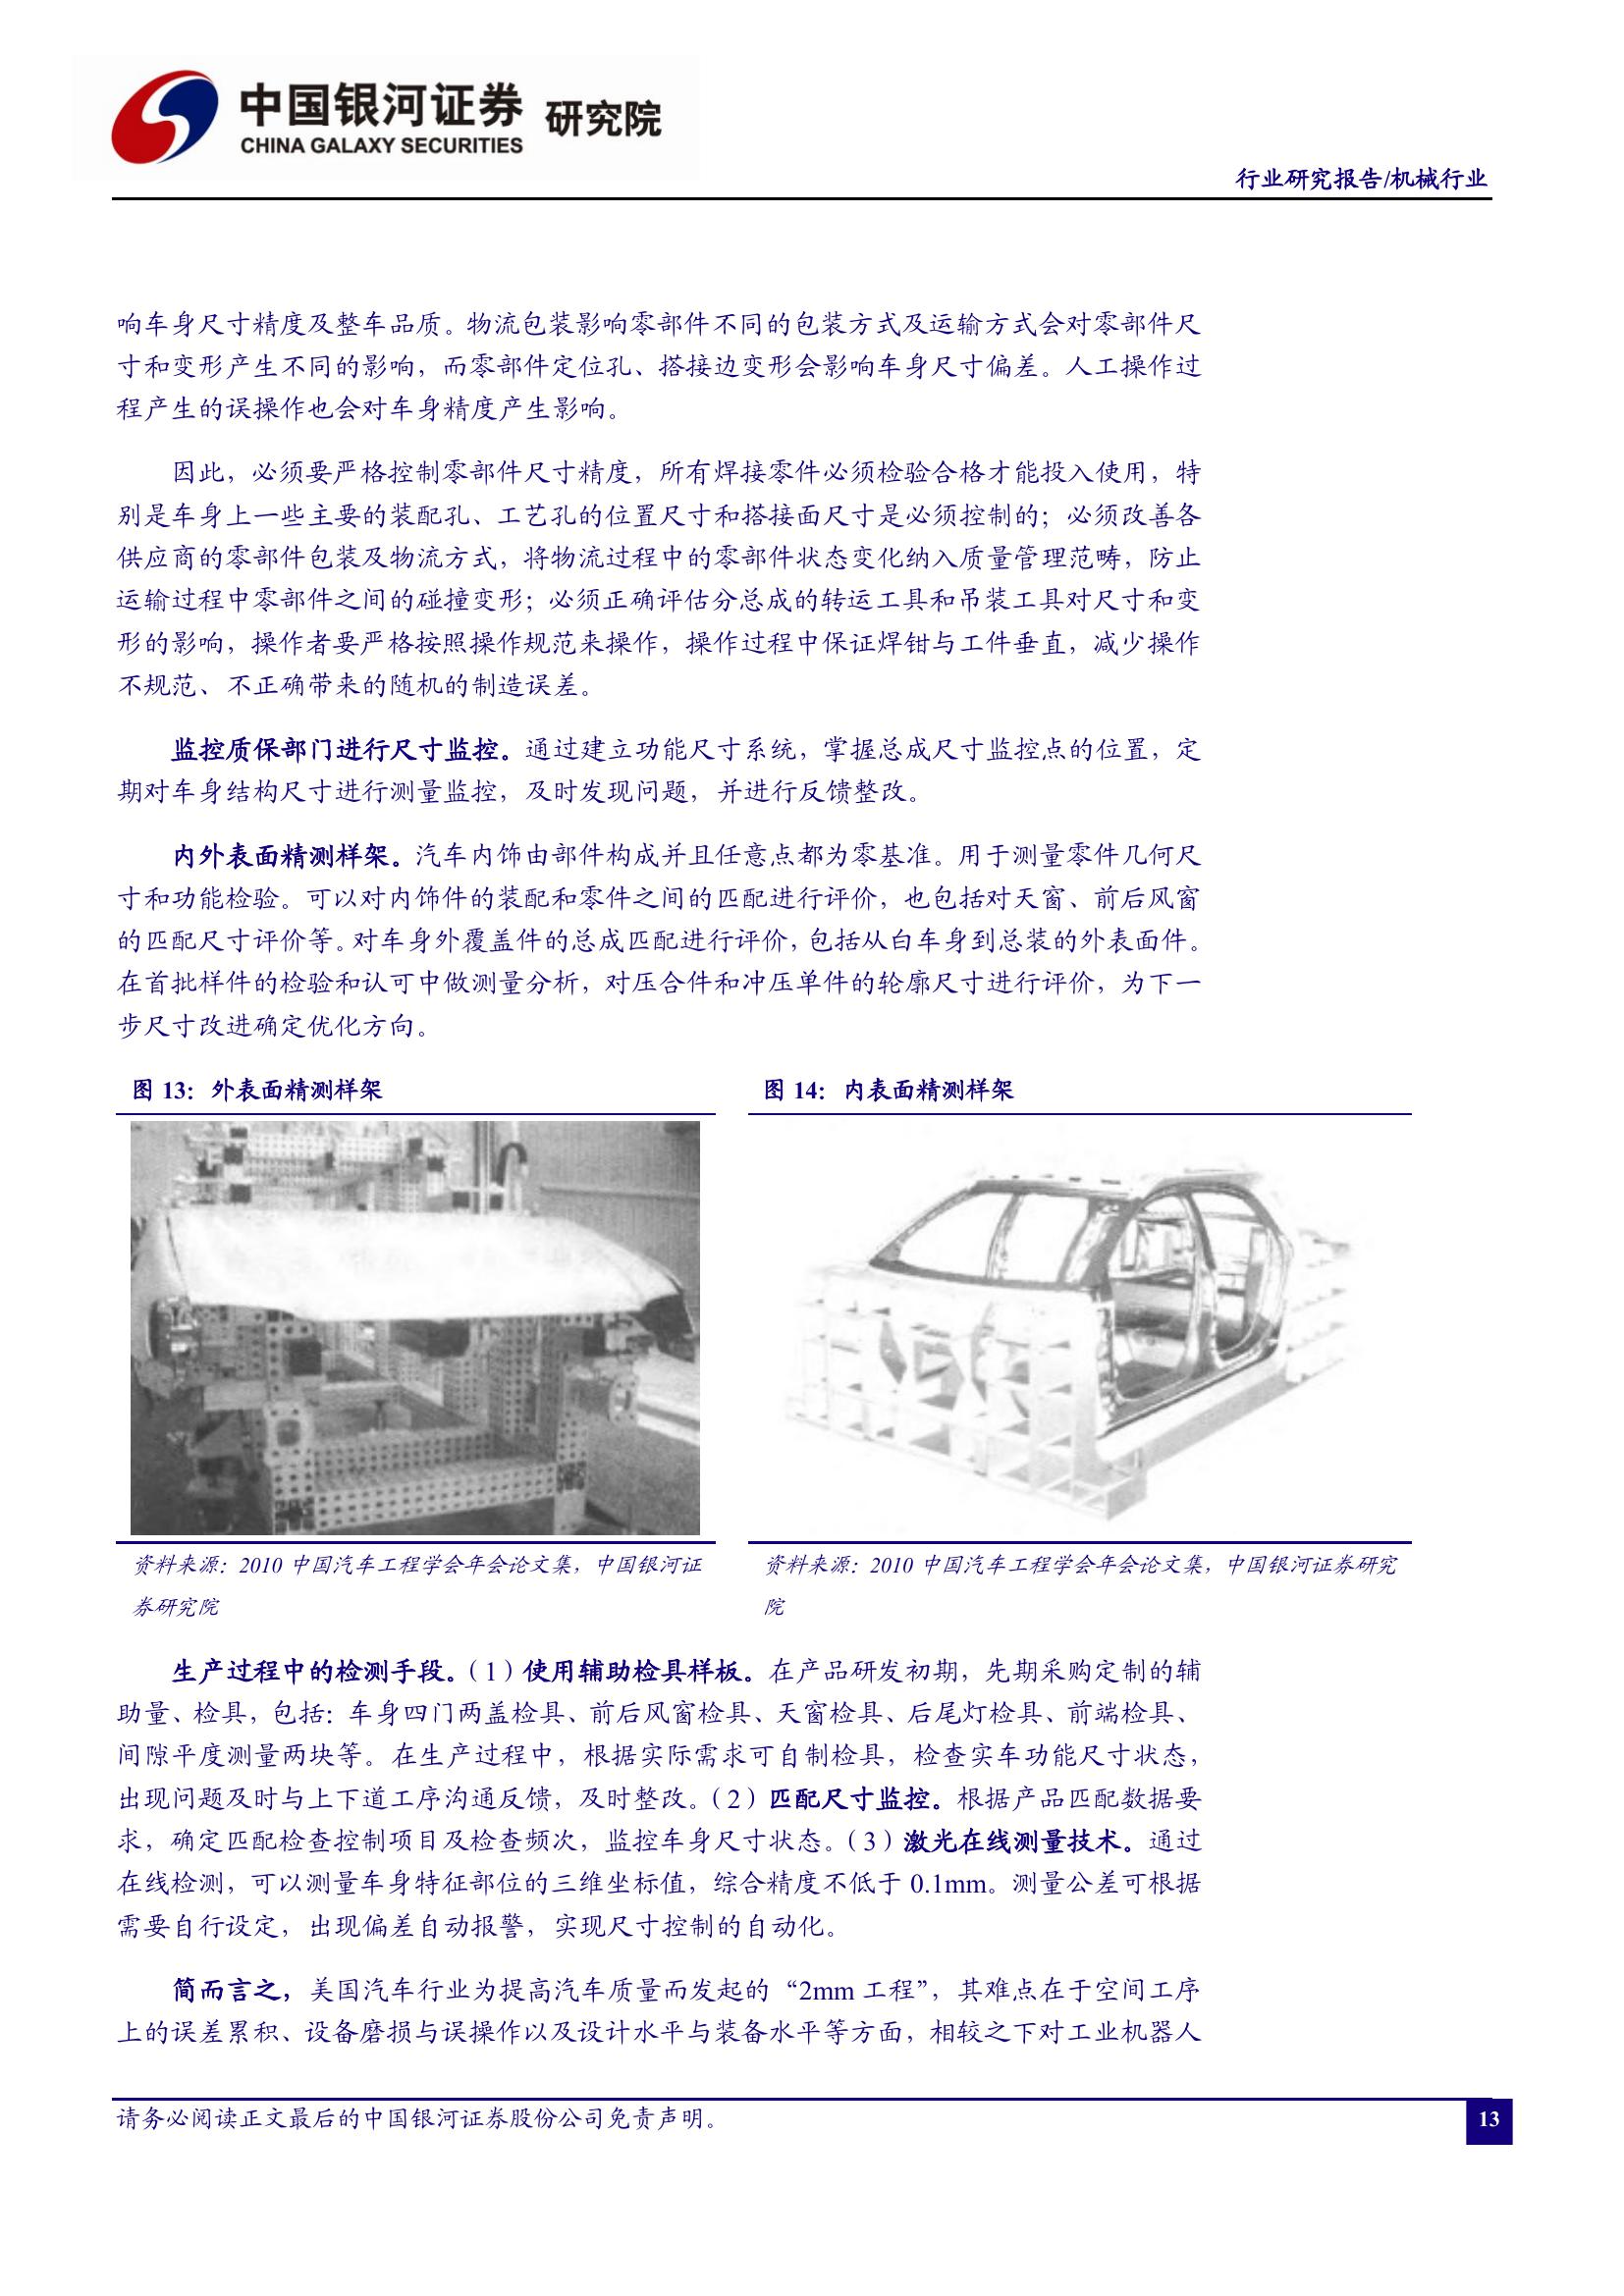 中国银河证券 研究院
CHINA GALAXY SECURITIES
行业研究报告/机械行业
响车身尺寸精度及整车品质。物流包装影响零部件不同的包装方式及运输方式会对零部件尺
寸和变形产生不同的影响，而零部件定位孔、搭接边变形会影响车身尺寸偏差。人工操作过
程产生的误操作也会对车身精度产生影响。
因此，必须要严格控制零部件尺寸精度，所有焊接零件必须检验合格才能投入使用，特
别是车身上一些主要的装配孔、工艺孔的位置尺寸和搭接面尺寸是必须控制的；必须改善各
供应商的零部件包装及物流方式，将物流过程中的零部件状态变化纳入质量管理范畴，防止
运输过程中零部件之间的碰撞变形；必须正确评估分总成的转运工具和吊装工具对尺寸和变
形的影响，操作者要严格按照操作规范来操作，操作过程中保证焊钳与工件垂直，减少操作
不规范、不正确带来的随机的制造误差。
监控质保部门进行尺寸监控。通过建立功能尺寸系统，掌握总成尺寸监控点的位置，定
期对车身结构尺寸进行测量监控，及时发现问题，并进行反馈整改。
内外表面精测样架。汽车内饰由部件构成并且任意点都为零基准。用于测量零件几何尺
寸和功能检验。可以对内饰件的装配和零件之间的匹配进行评价，也包括对天窗、前后风窗
的匹配尺寸评价等。对车身外覆盖件的总成匹配进行评价，包括从白车身到总装的外表面件。
在首批样件的检验和认可中做测量分析，对压合件和冲压单件的轮廓尺寸进行评价，为下一
步尺寸改进确定优化方向。
图 13：外表面精测样架
图 14：内表面精测样架
资料来源：2010 中国汽车工程学会年会论文集，中国银河证
券研究院
资料来源：2010 中国汽车工程学会年会论文集，中国银河证券研究
院
生产过程中的检测手段。（1）使用辅助检具样板。在产品研发初期，先期采购定制的辅
助量、检具，包括：车身四门两盖检具、前后风窗检具、天窗检具、后尾灯检具、前端检具、
间隙平度测量两块等。在生产过程中，根据实际需求可自制检具，检查实车功能尺寸状态，
出现问题及时与上下道工序沟通反馈，及时整改。（2）匹配尺寸监控。根据产品匹配数据要
求，确定匹配检查控制项目及检查频次，监控车身尺寸状态。（3）激光在线测量技术。通过
在线检测，可以测量车身特征部位的三维坐标值，综合精度不低于 0.1mm。测量公差可根据
需要自行设定，出现偏差自动报警，实现尺寸控制的自动化。
简而言之，美国汽车行业为提高汽车质量而发起的“2mm 工程”，其难点在于空间工序
上的误差累积、设备磨损与误操作以及设计水平与装备水平等方面，相较之下对工业机器人
请务必阅读正文最后的中国银河证券股份公司免责声明。
13